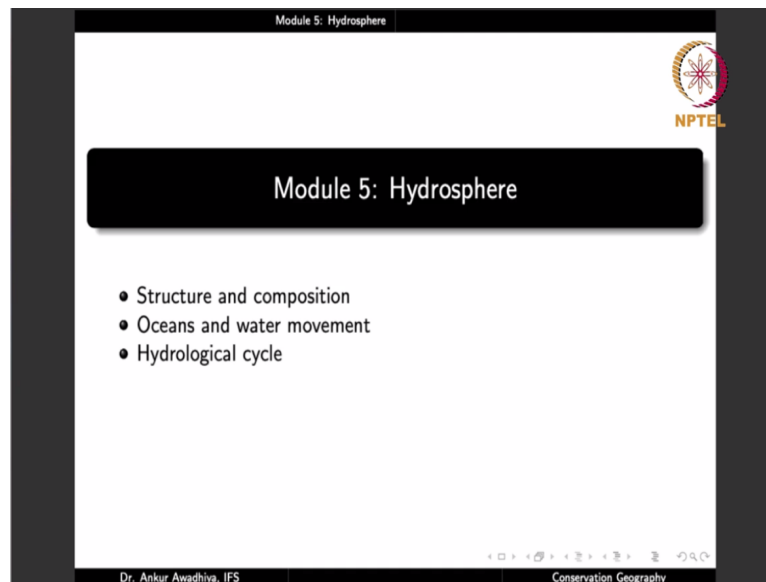 Module 5: Hydrosphere
NPTEL
Module 5: Hydrosphere
Structure and composition
Oceans and water movement
Hydrological cycle
Dr. Ankur Awadhiya, IFS
Conservation Geography